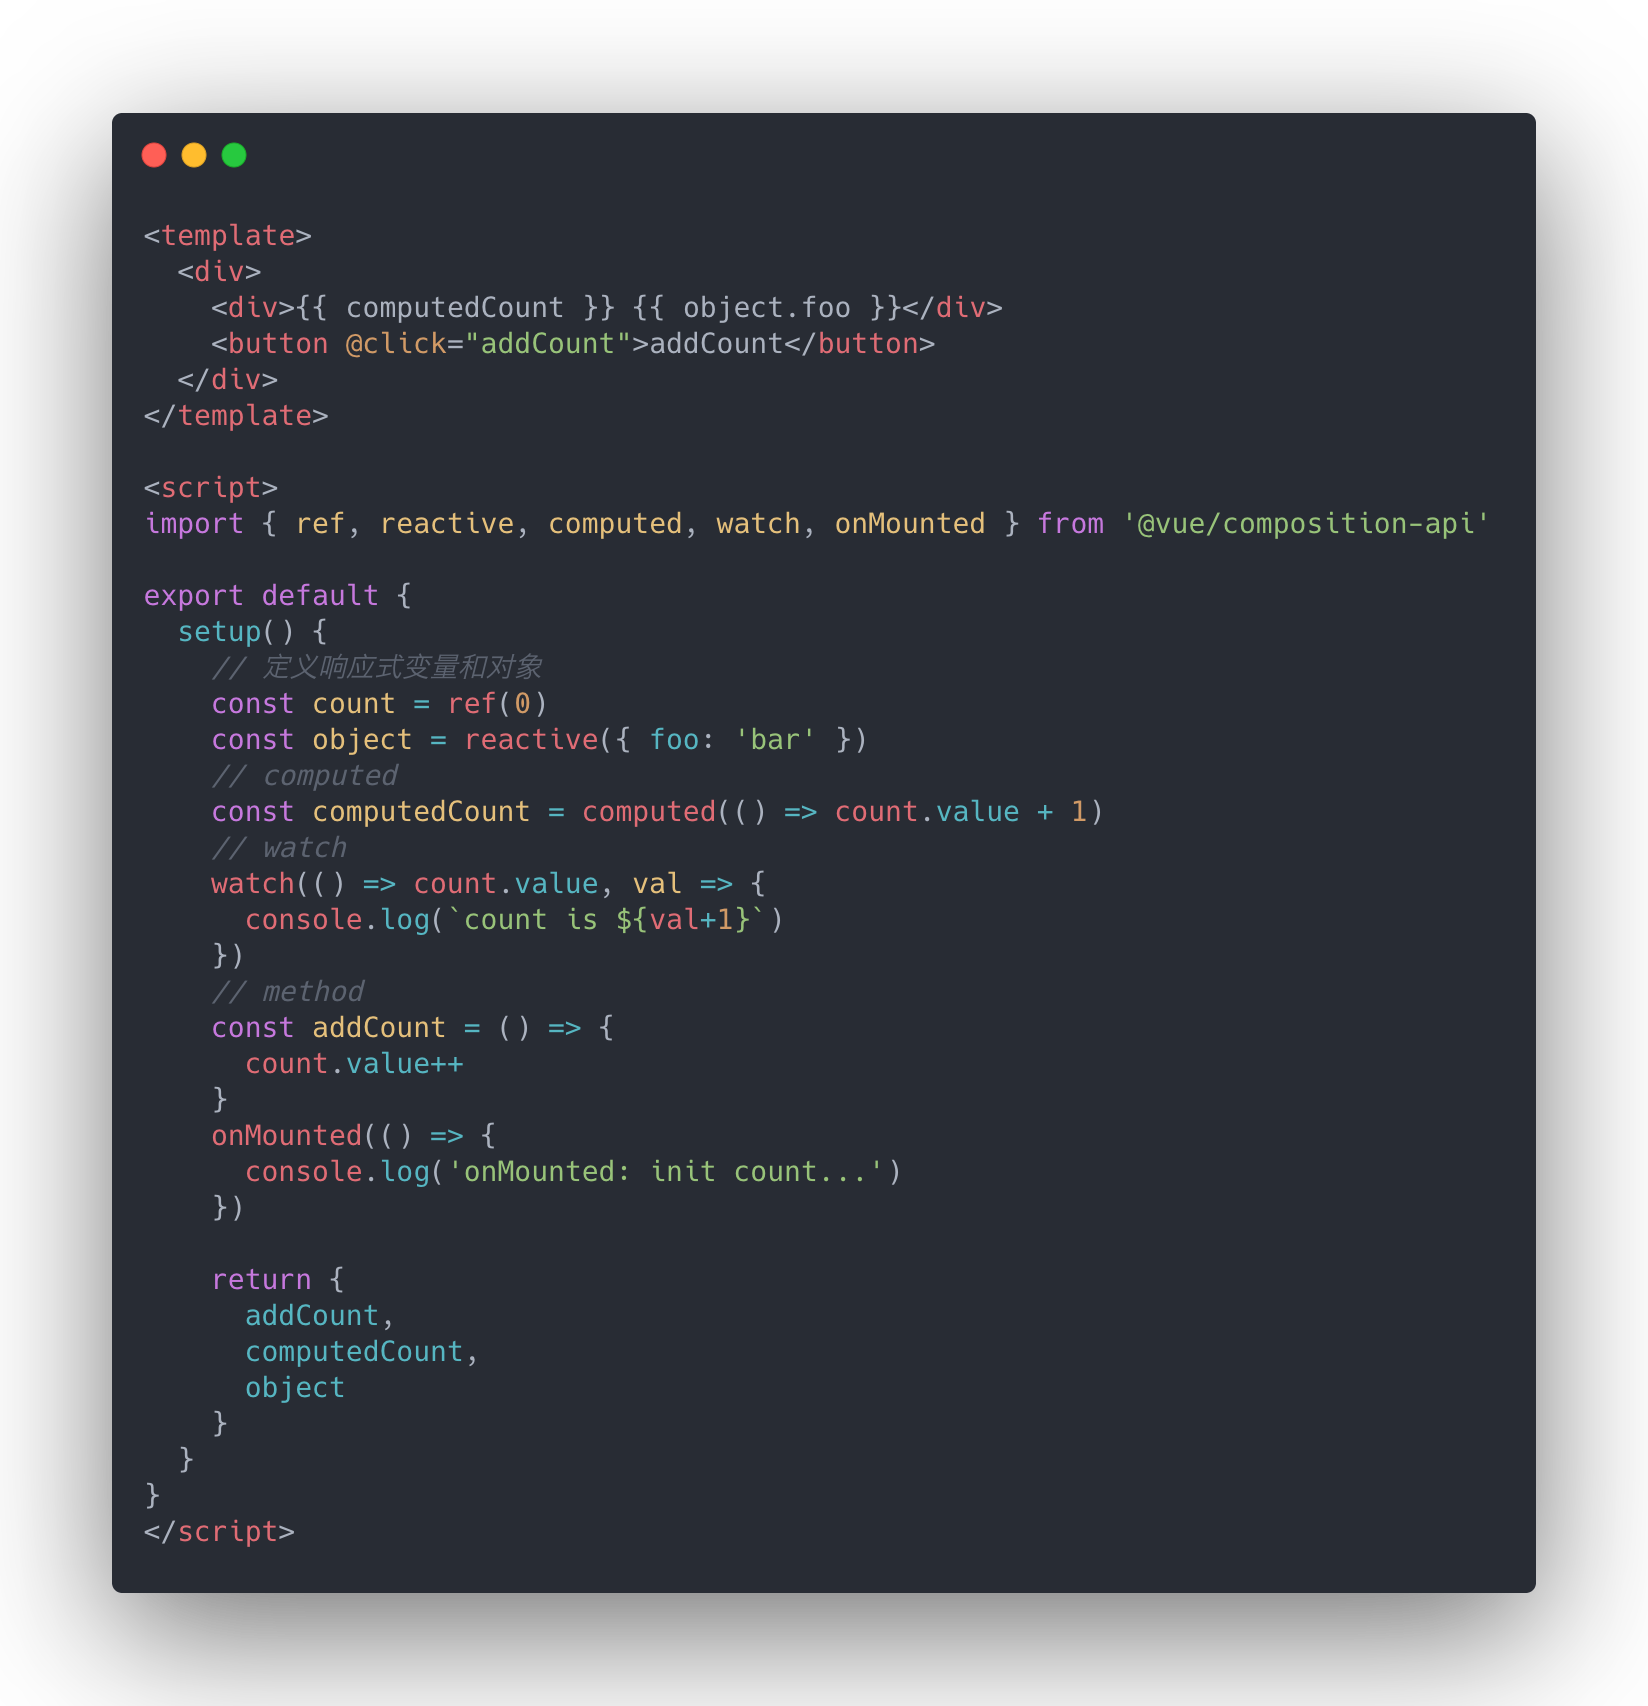 <template>
  <div>
    <div>{{ computedCount }} {{ object.foo }}</div>
    <button @click="addCount">addCount</button>
  </div>
</template>

<script>
import { ref, reactive, computed, watch, onMounted } from '@vue/composition-api'

export default {
  setup() {
    // 定义响应式变量和对象
    const count = ref(0)
    const object = reactive({ foo: 'bar' })
    // computed
    const computedCount = computed(() => count.value + 1)
    // watch
    watch(() => count.value, val => {
      console.log(`count is ${val+1}`)
    })
    // method
    const addCount = () => {
      count.value++
    }
    onMounted(() => {
      console.log('onMounted: init count...')
    })

    return {
      addCount,
      computedCount,
      object
    }
  }
}
</script>